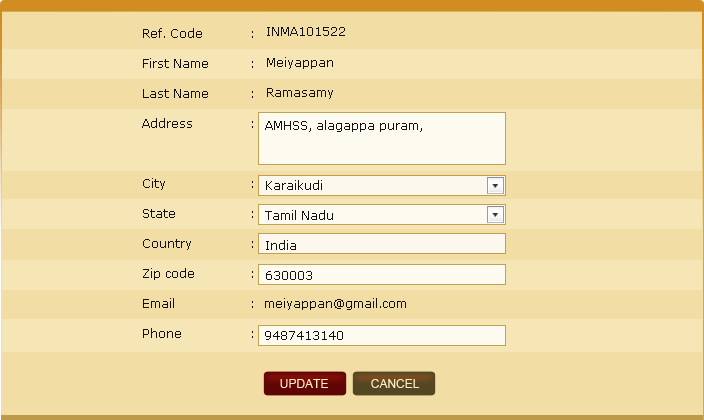 Ref. Code : INMA101522
First Name : Meiyappan
Last Name : Ramasamy
Address : AMHSS, alagappa puram,
City : Karaikudi
State : Tamil Nadu
Country : India
Zip code : 630003
Email : meiyappan@gmail.com
Phone : 9487413140
UPDATE CANCEL